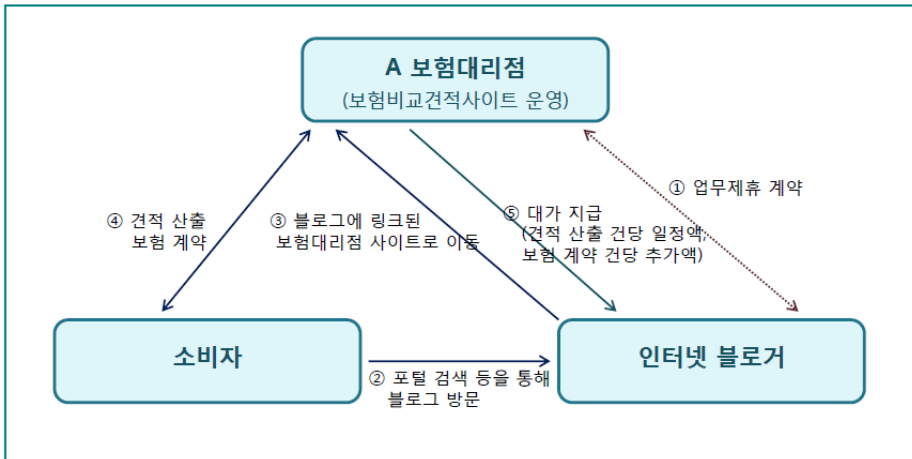 A 보험대리점
(보험비교견적사이트 운영)
① 업무제휴 계약
④ 견적 산출
보험 계약
③ 블로그에 링크된
보험대리점 사이트로 이동
⑤ 대가 지급
(견적 산출 건당 일정액,
보험 계약 건당 추가액)
소비자
인터넷 블로거
② 포털 검색 등을 통해
블로그 방문